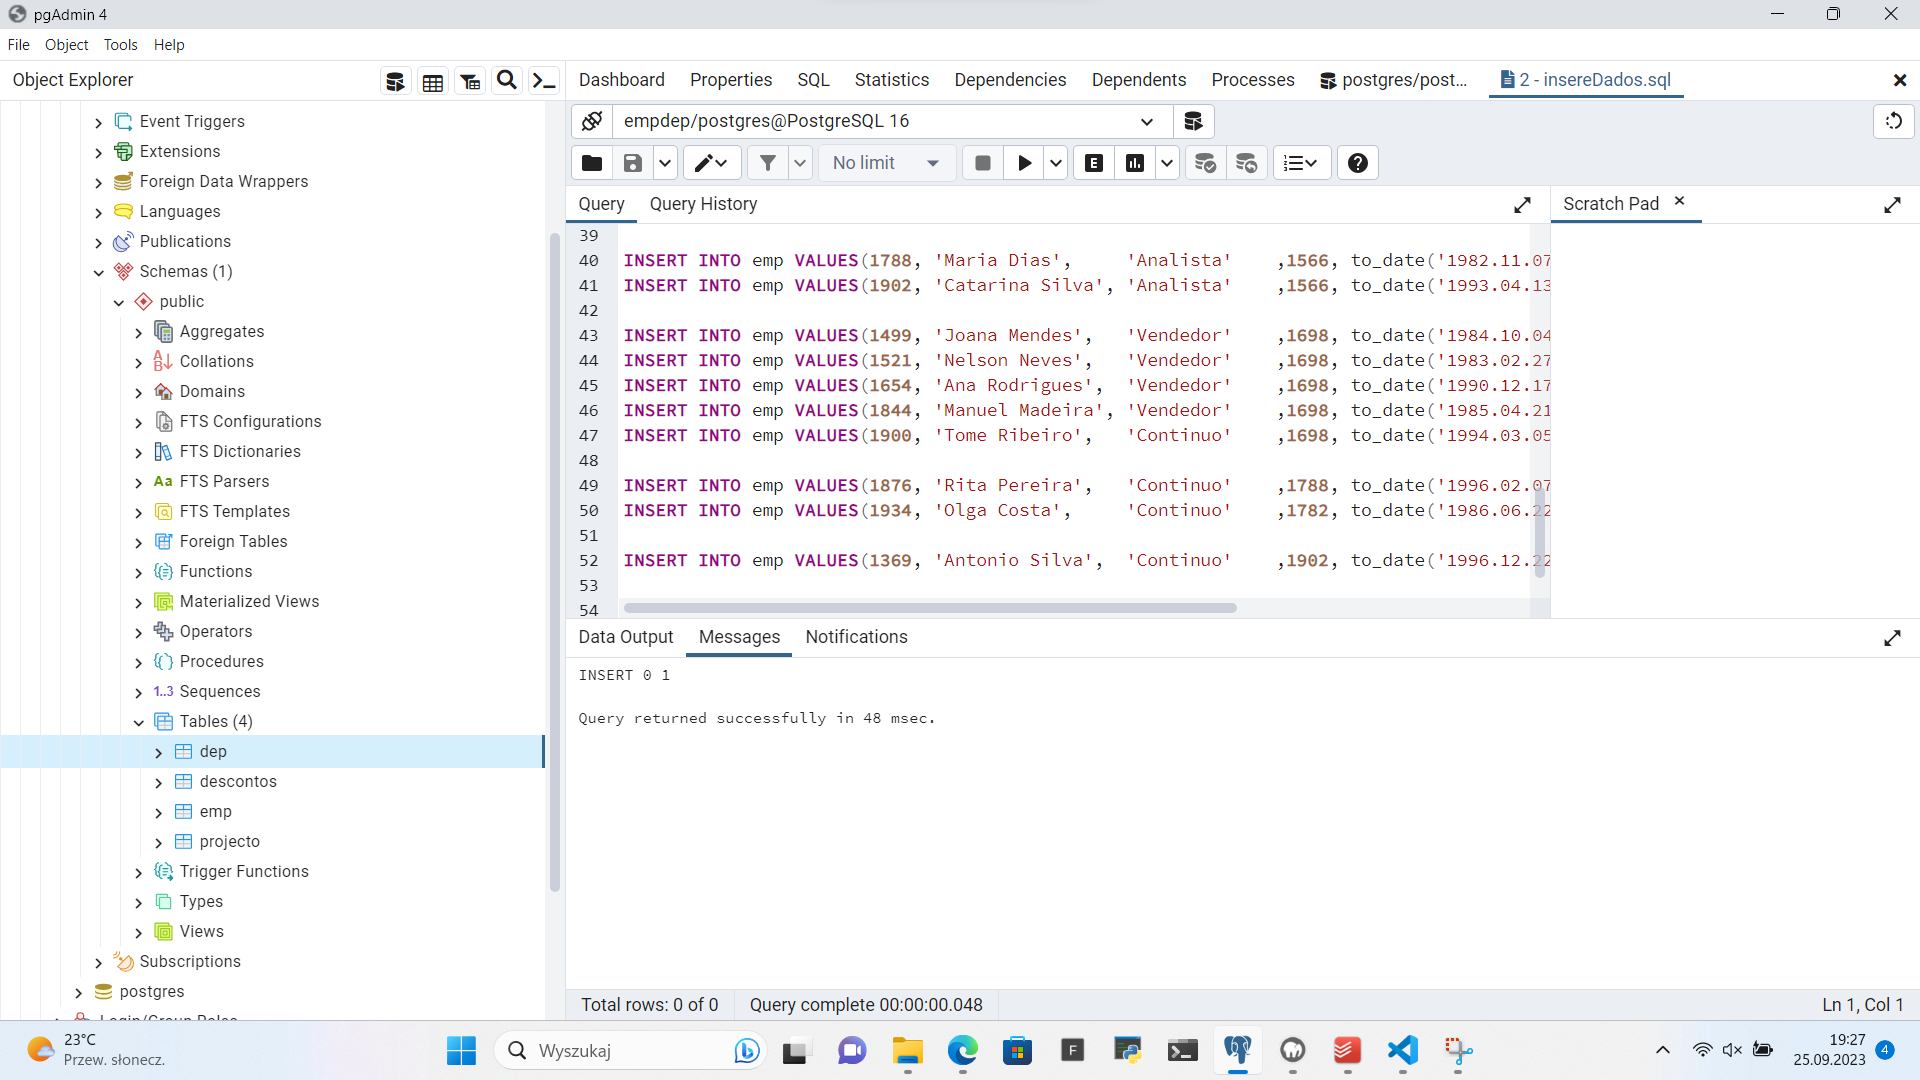 pgAdmin 4
File Object Tools Help
Object Explorer
Dashboard Properties SQL Statistics Dependencies Dependents Processes postgres/post... 2 - insereDados.sql
empdep/postgres@PostgreSQL 16
No limit
E
Query Query History
Scratch Pad
Event Triggers
Extensions
Foreign Data Wrappers
Languages
Publications
Schemas (1)
public
Aggregates
Collations
Domains
FTS Configurations
FTS Dictionaries
Aa FTS Parsers
FTS Templates
Foreign Tables
Functions
Materialized Views
Operators
Procedures
1..3 Sequences
Tables (4)
dep
descontos
emp
projecto
Trigger Functions
Types
Views
Subscriptions
postgres
Login/Group Roles
39
40 INSERT INTO emp VALUES(1788, 'Maria Dias', 'Analista' ,1566, to_date('1982.11.07
41 INSERT INTO emp VALUES(1902, 'Catarina Silva', 'Analista' ,1566, to_date('1993.04.13
42
43 INSERT INTO emp VALUES(1499, 'Joana Mendes', 'Vendedor' ,1698, to_date('1984.10.04
44 INSERT INTO emp VALUES(1521, 'Nelson Neves', 'Vendedor' ,1698, to_date('1983.02.27
45 INSERT INTO emp VALUES(1654, 'Ana Rodrigues', 'Vendedor' ,1698, to_date('1990.12.17
46 INSERT INTO emp VALUES(1844, 'Manuel Madeira', 'Vendedor' ,1698, to_date('1985.04.21
47 INSERT INTO emp VALUES(1900, 'Tome Ribeiro', 'Continuo' ,1698, to_date('1994.03.05
48
49 INSERT INTO emp VALUES(1876, 'Rita Pereira', 'Continuo' ,1788, to_date('1996.02.07
50 INSERT INTO emp VALUES(1934, 'Olga Costa', 'Continuo' ,1782, to_date('1986.06.22
51
52 INSERT INTO emp VALUES(1369, 'Antonio Silva', 'Continuo' ,1902, to_date('1996.12.22
53
54
Data Output Messages Notifications
INSERT 0 1
Query returned successfully in 48 msec.
Total rows: 0 of 0 Query complete 00:00:00.048 Ln 1, Col 1
23°C
Przew. słonecz.
Wyszukaj
F
19:27
25.09.2023
4